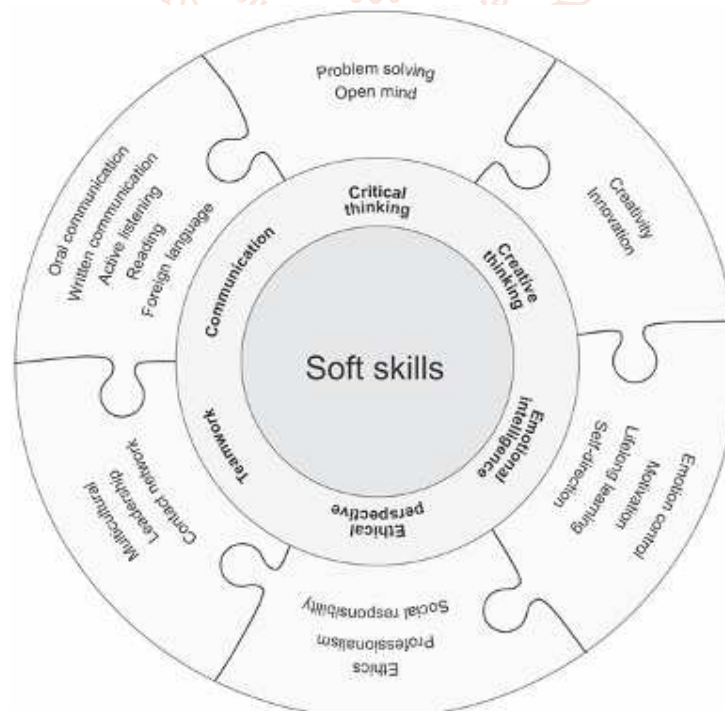 Problem solving
Open mind
Critical
thinking
Creativity
Innovation
Creative
thinking
Emotion control
Motivation
Lifelong learning
Self-direction
Emotional
intelligence
Ethical
perspective
Social responsibility
Professionalism
Ethics
Teamwork
Contact network
Leadership
Multicultural
Communication
Oral communication
Written communication
Active listening
Reading
Foreign language
Soft skills